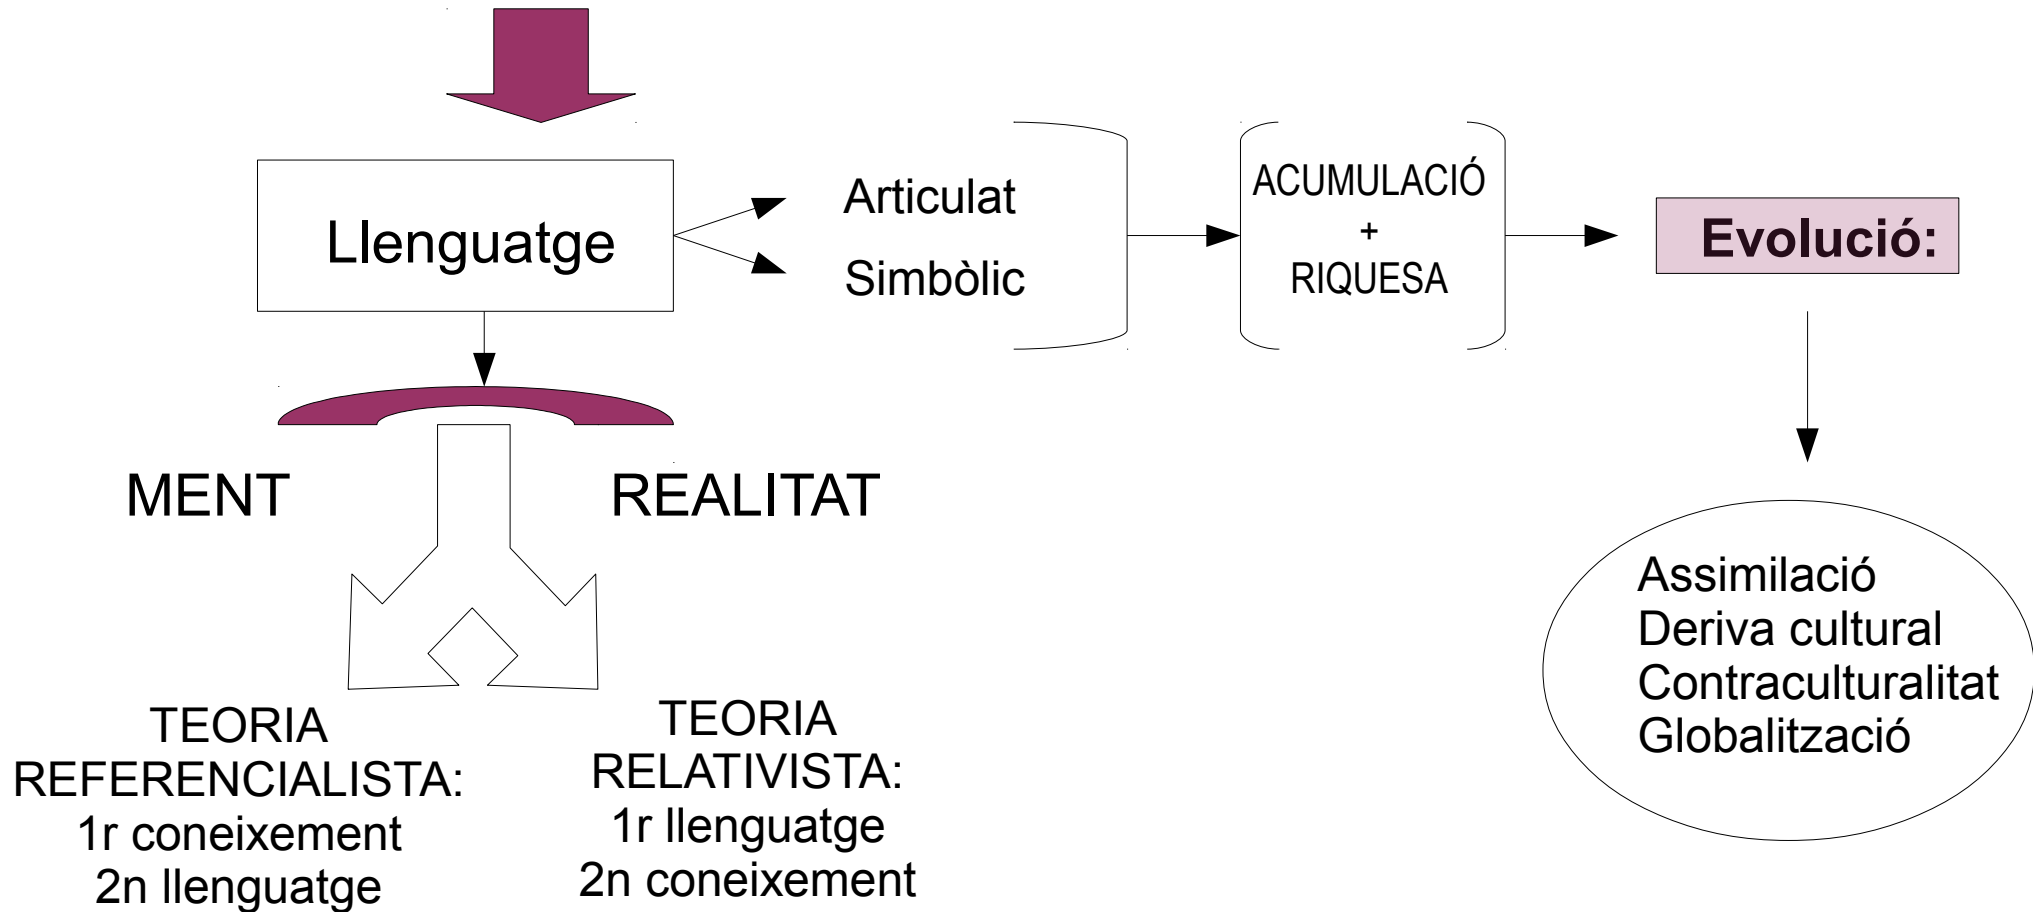 Llenguatge
Articulat
Simbòlic
ACUMULACIÓ
+
RIQUESA
Evolució:
MENT
REALITAT
TEORIA
REFERENCIALISTA:
1r coneixement
2n llenguatge
TEORIA
RELATIVISTA:
1r llenguatge
2n coneixement
Assimilació
Deriva cultural
Contraculturalitat
Globalització